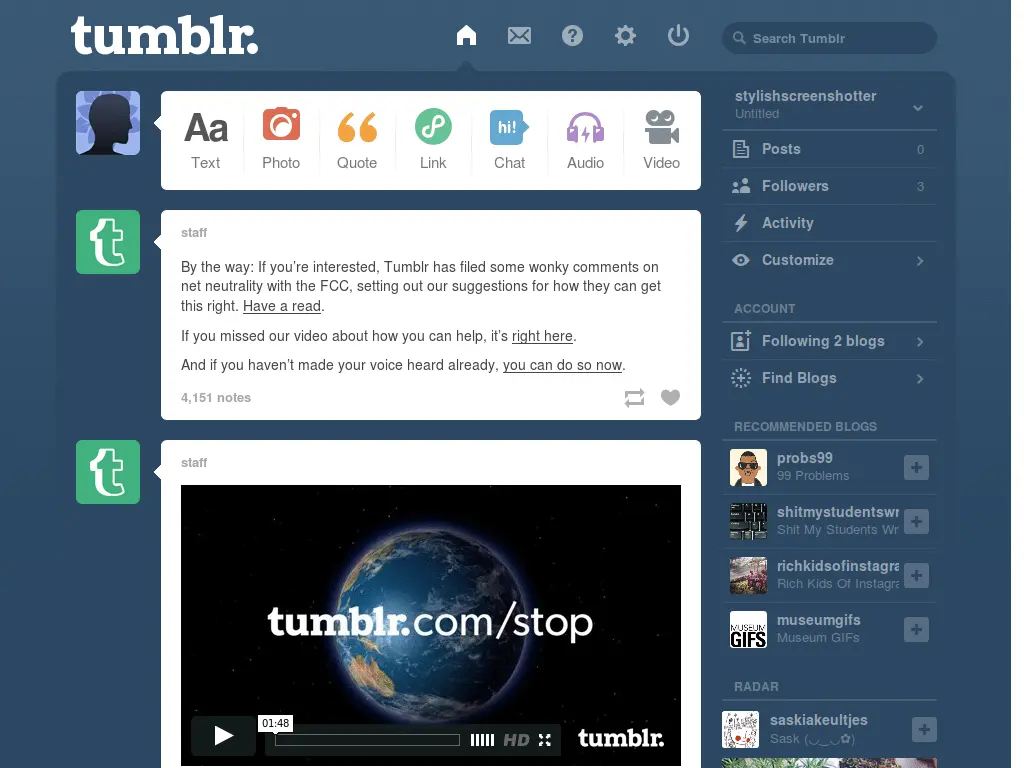 tumblr.
Search Tumblr
Aa
hi!
Text
Photo
Quote
Link
Chat
Audio
Video
staff
By the way: If you're interested, Tumblr has filed some wonky comments on
net neutrality with the FCC, setting out our suggestions for how they can get
this right. Have a read.
If you missed our video about how you can help, it's right here.
And if you haven't made your voice heard already, you can do so now.
4,151 notes
staff
tumblr.com/stop
01:48
HD
tumblr.
stylishscreenshotter
Untitled
Posts 0
Followers 3
Activity
Customize
ACCOUNT
Following 2 blogs
Find Blogs
RECOMMENDED BLOGS
probs99
99 Problems
shitmystudentswr
Shit My Students Wr
richkidsofinstagra
Rich Kids Of Instagra
MUSEUM
GIFS
museumgifs
Museum GIFs
RADAR
saskiakeultjes
Sask (◡‿◡✿)